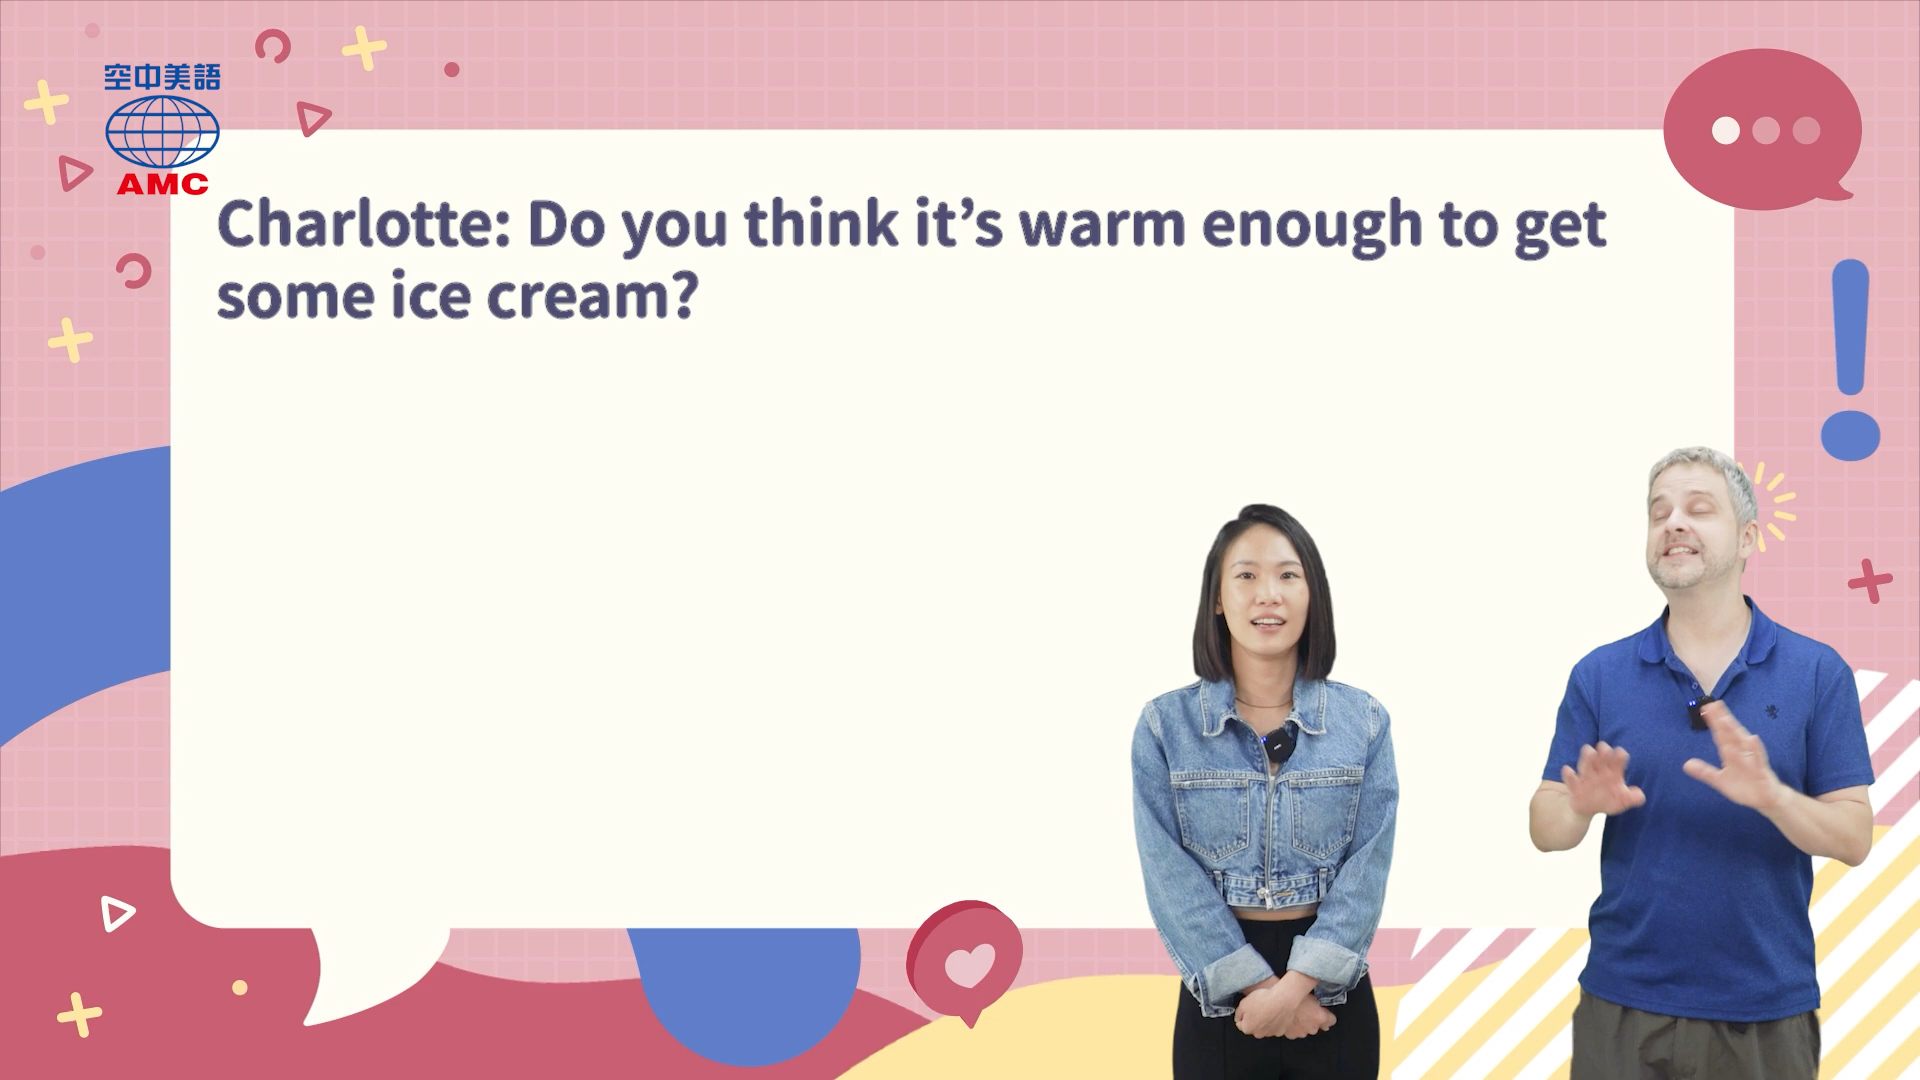 空中美語
AMC
Charlotte: Do you think it’s warm enough to get
some ice cream?